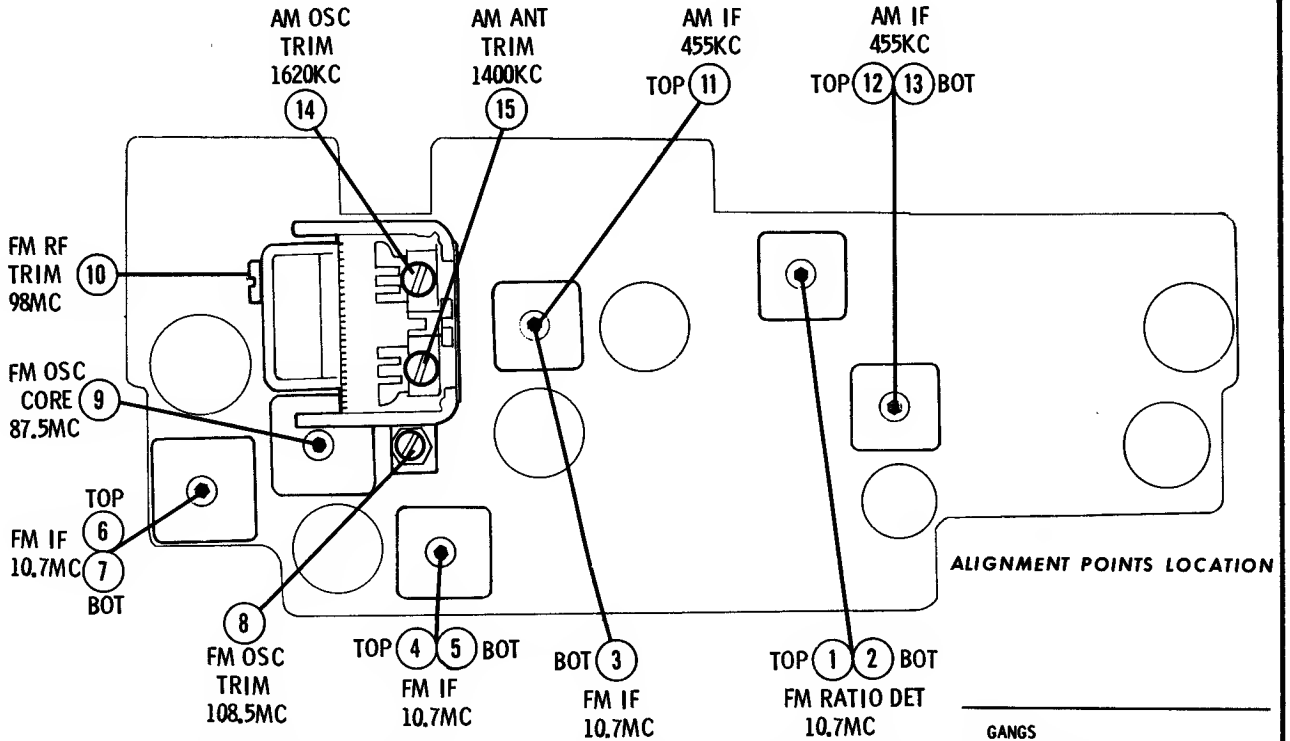 AM OSC
TRIM
1620KC
14
AM ANT
TRIM
1400KC
15
AM IF
455KC
TOP 11
AM IF
455KC
TOP 12 13 BOT
FM RF
TRIM 10
98MC
FM OSC
CORE 9
87.5MC
TOP
6
FM IF
10.7MC 7
BOT
8
FM OSC
TRIM
108.5MC
TOP 4 5 BOT
FM IF
10.7MC
BOT 3
FM IF
10.7MC
TOP 1 2 BOT
FM RATIO DET
10.7MC
ALIGNMENT POINTS LOCATION
GANGS